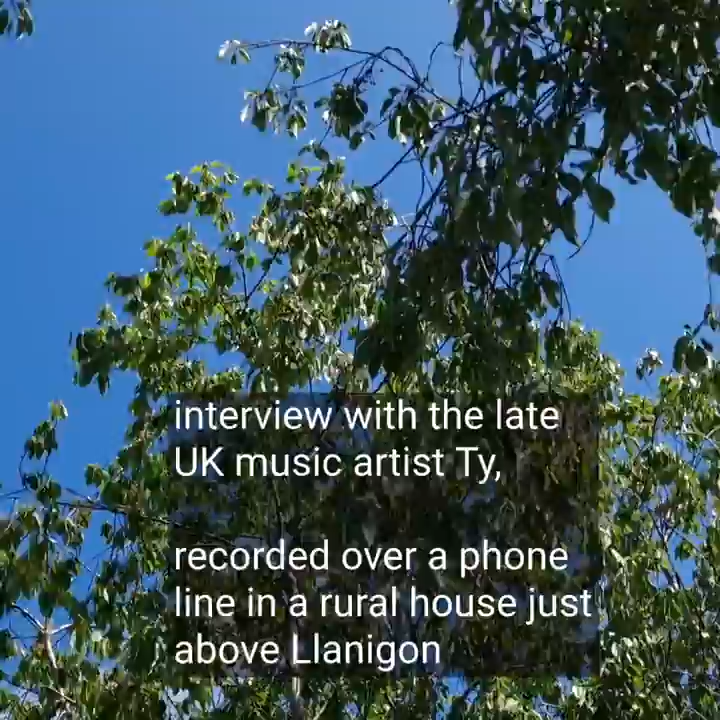 interview with the late
UK music artist Ty,
recorded over a phone
line in a rural house just
above Llanigon